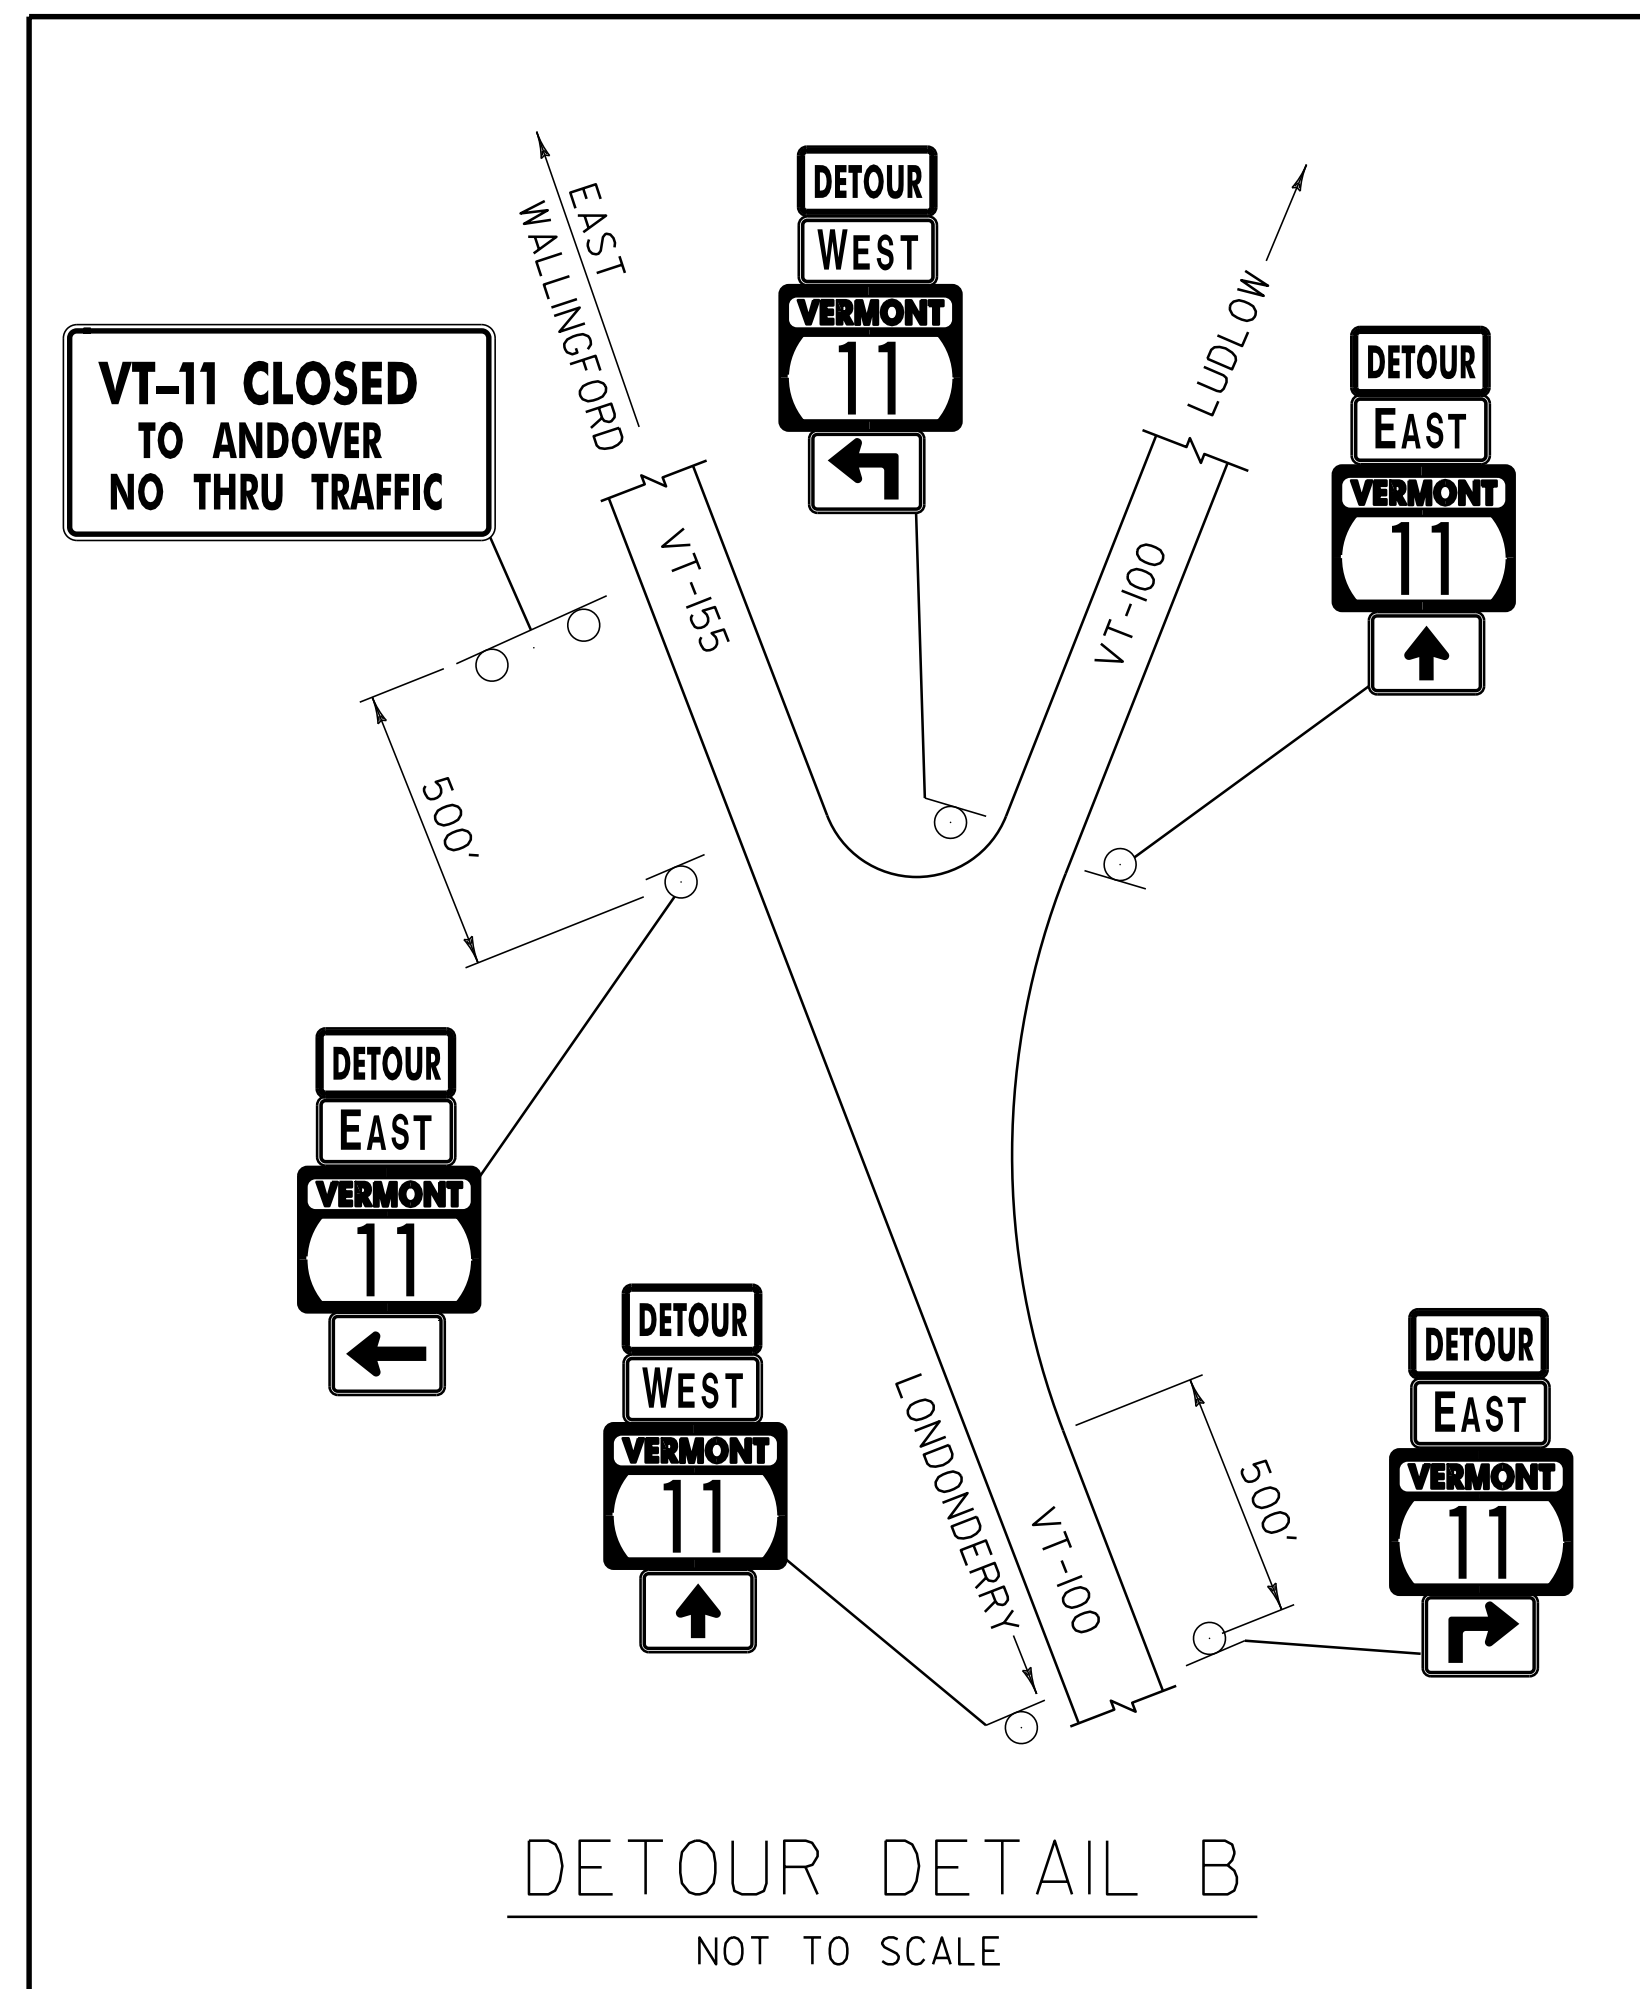 DETOUR
WEST
VERMONT
11
EAST
WALLINGFORD
LUDLOW
VT-11 CLOSED
TO ANDOVER
NO THRU TRAFFIC
DETOUR
EAST
VERMONT
11
VT-155
VT-100
500'
DETOUR
EAST
VERMONT
11
DETOUR
WEST
VERMONT
11
LONDONDERRY
VT-100
500'
DETOUR
EAST
VERMONT
11
DETOUR DETAIL B
NOT TO SCALE